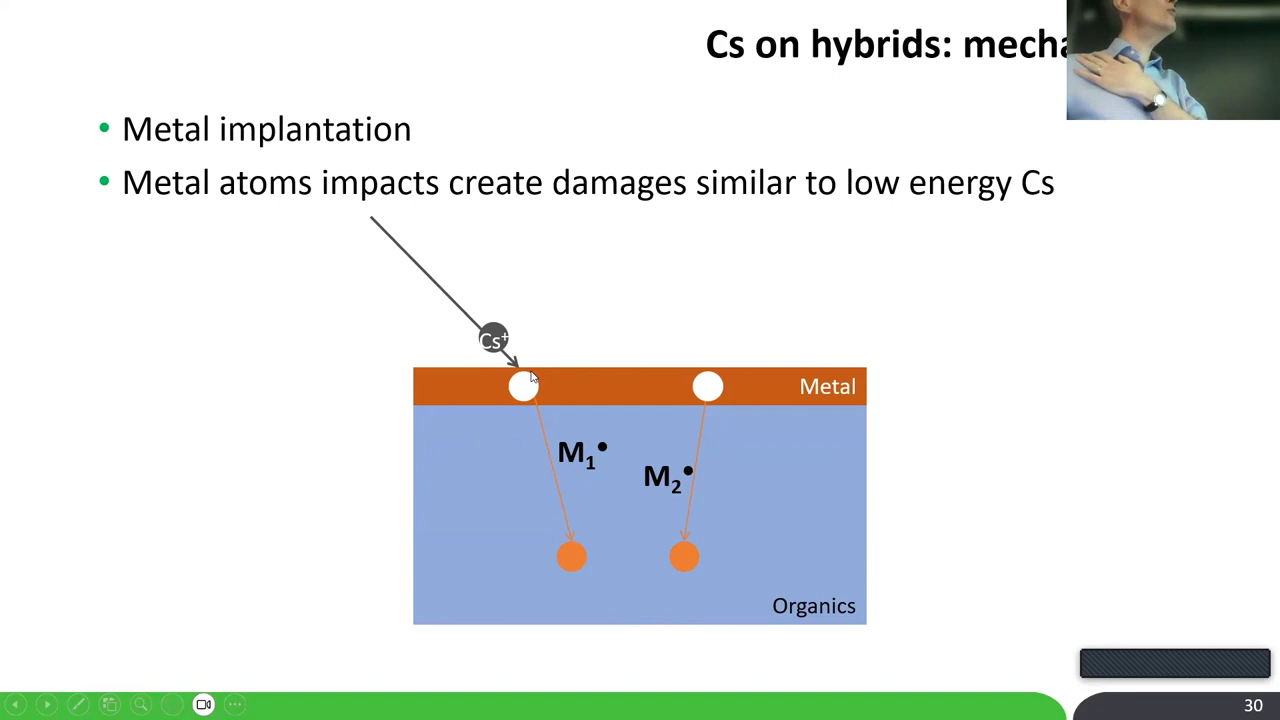 Cs on hybrids:
• Metal implantation
• Metal atoms impacts create damages similar to low energy Cs
Cs⁺
Metal
M₁•
M₂•
Organics
30